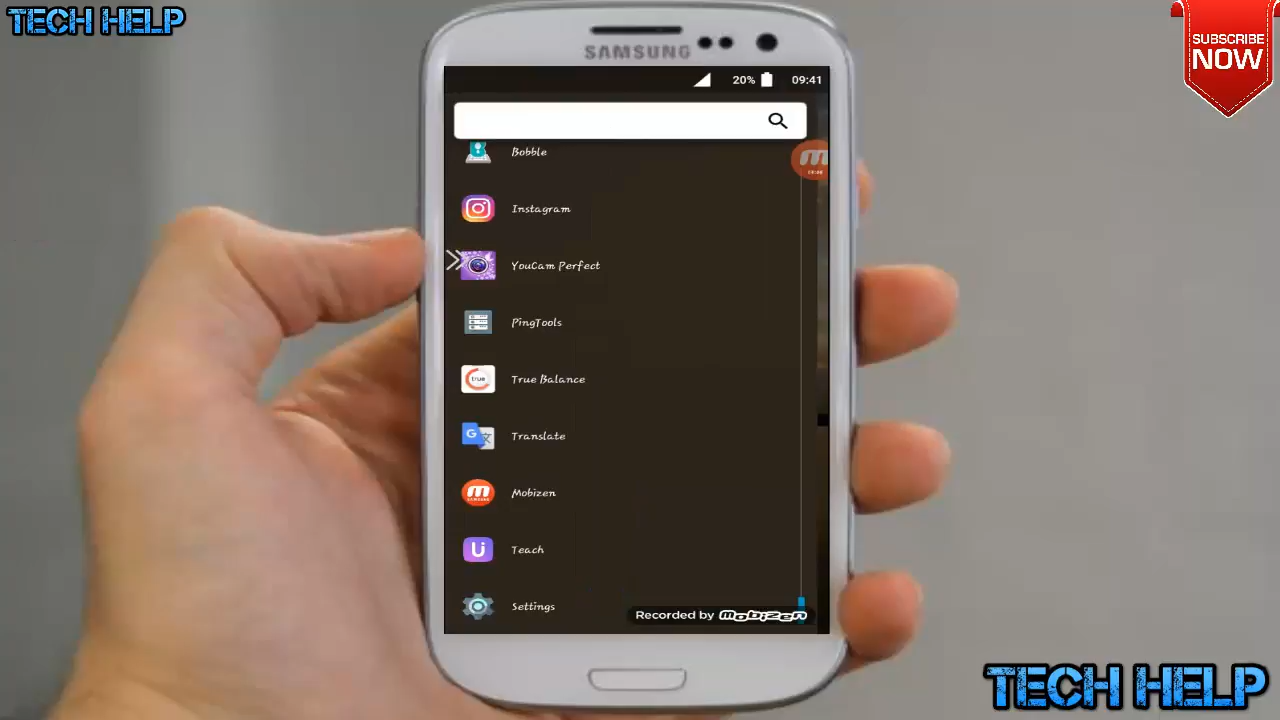 TECH HELP
SUBSCRIBE
NOW
SAMSUNG
20% 09:41
Bobble
Instagram
YouCam Perfect
PingTools
True Balance
true
Translate
Mobizen
Teach
Settings
Recorded by mobizen
TECH HELP